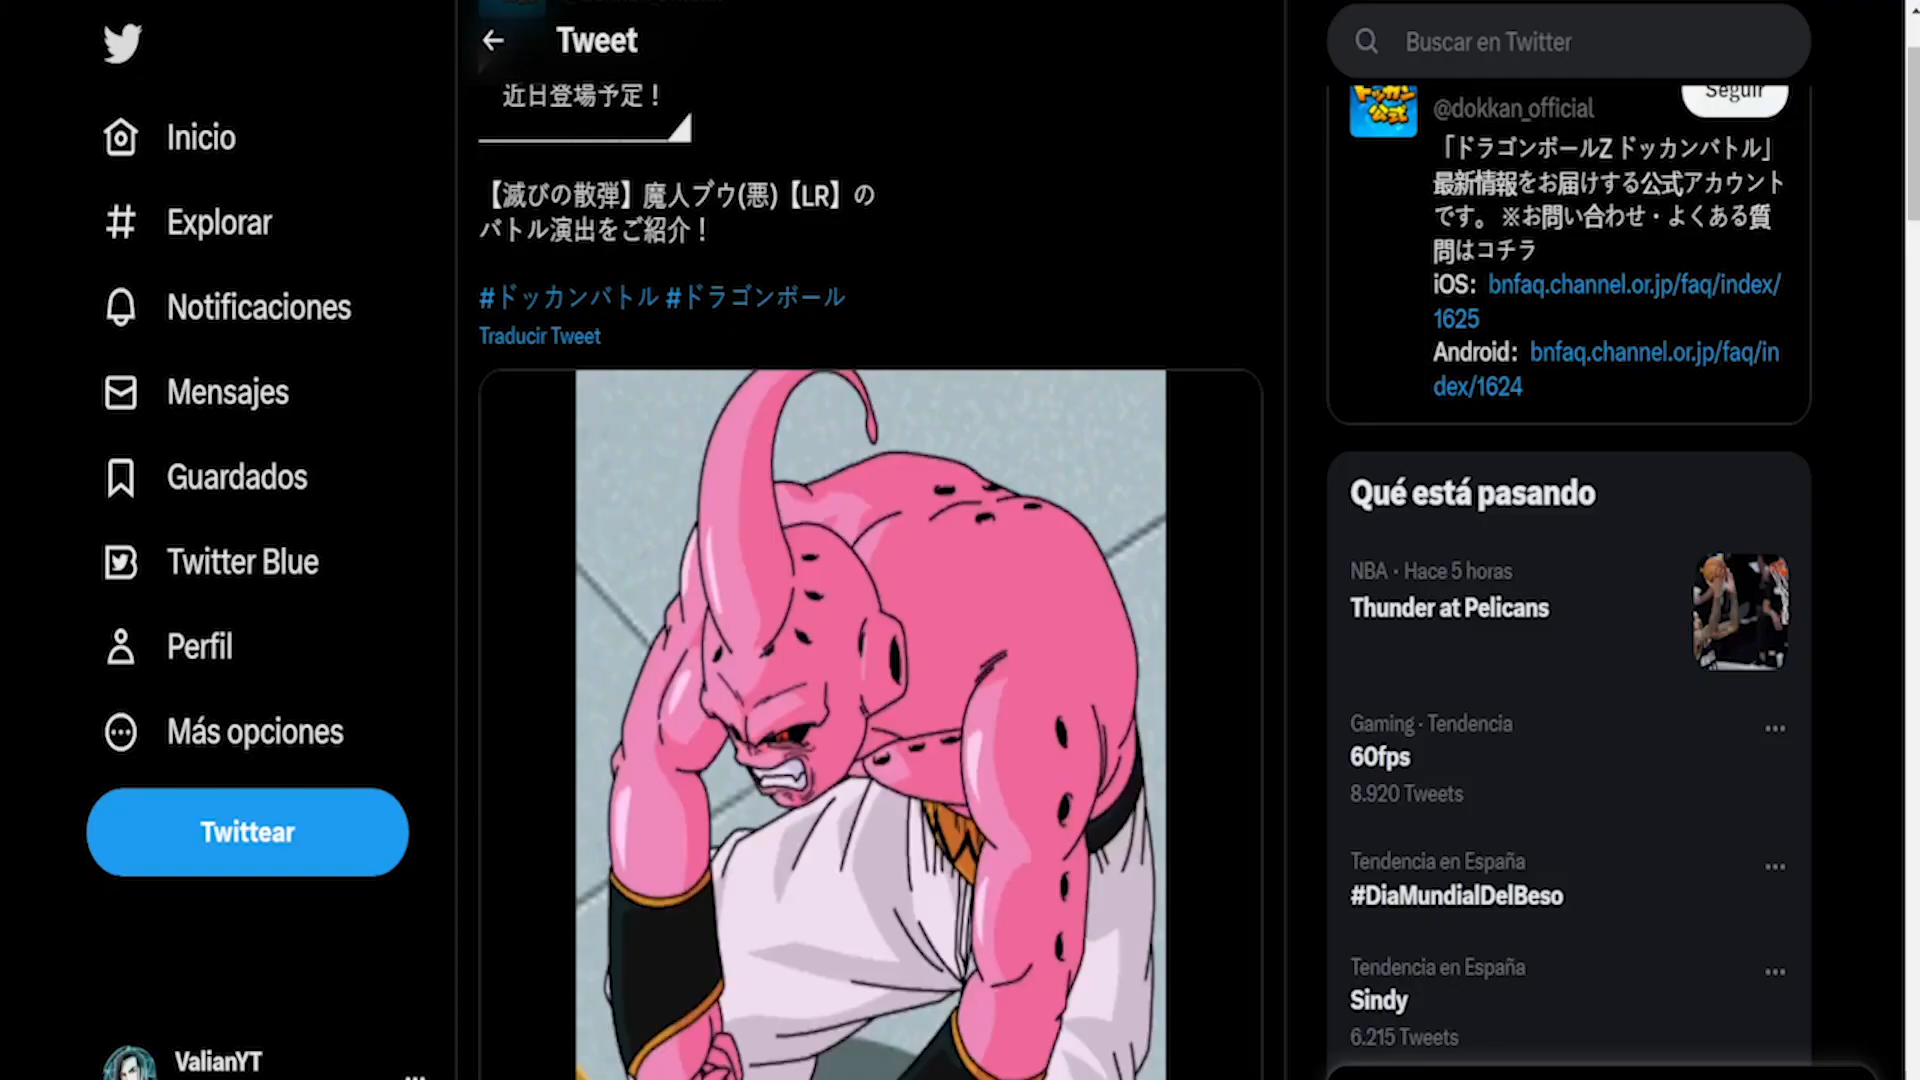 Inicio
Explorar
Notificaciones
Mensajes
Guardados
Twitter Blue
Perfil
Más opciones
Twittear
ValianYT
Tweet
近日登場予定！
【滅びの散弾】魔人ブウ(悪)【LR】の
バトル演出をご紹介！
#ドッカンバトル #ドラゴンボール
Traducir Tweet
Buscar en Twitter
ドッカン
公式
@dokkan_official
Seguir
「ドラゴンボールZ ドッカンバトル」
最新情報をお届けする公式アカウント
です。 ※お問い合わせ・よくある質
問はコチラ
iOS: bnfaq.channel.or.jp/faq/index/
1625
Android: bnfaq.channel.or.jp/faq/in
dex/1624
Qué está pasando
NBA · Hace 5 horas
Thunder at Pelicans
Gaming · Tendencia
60fps
8.920 Tweets
Tendencia en España
#DiaMundialDelBeso
Tendencia en España
Sindy
6.215 Tweets